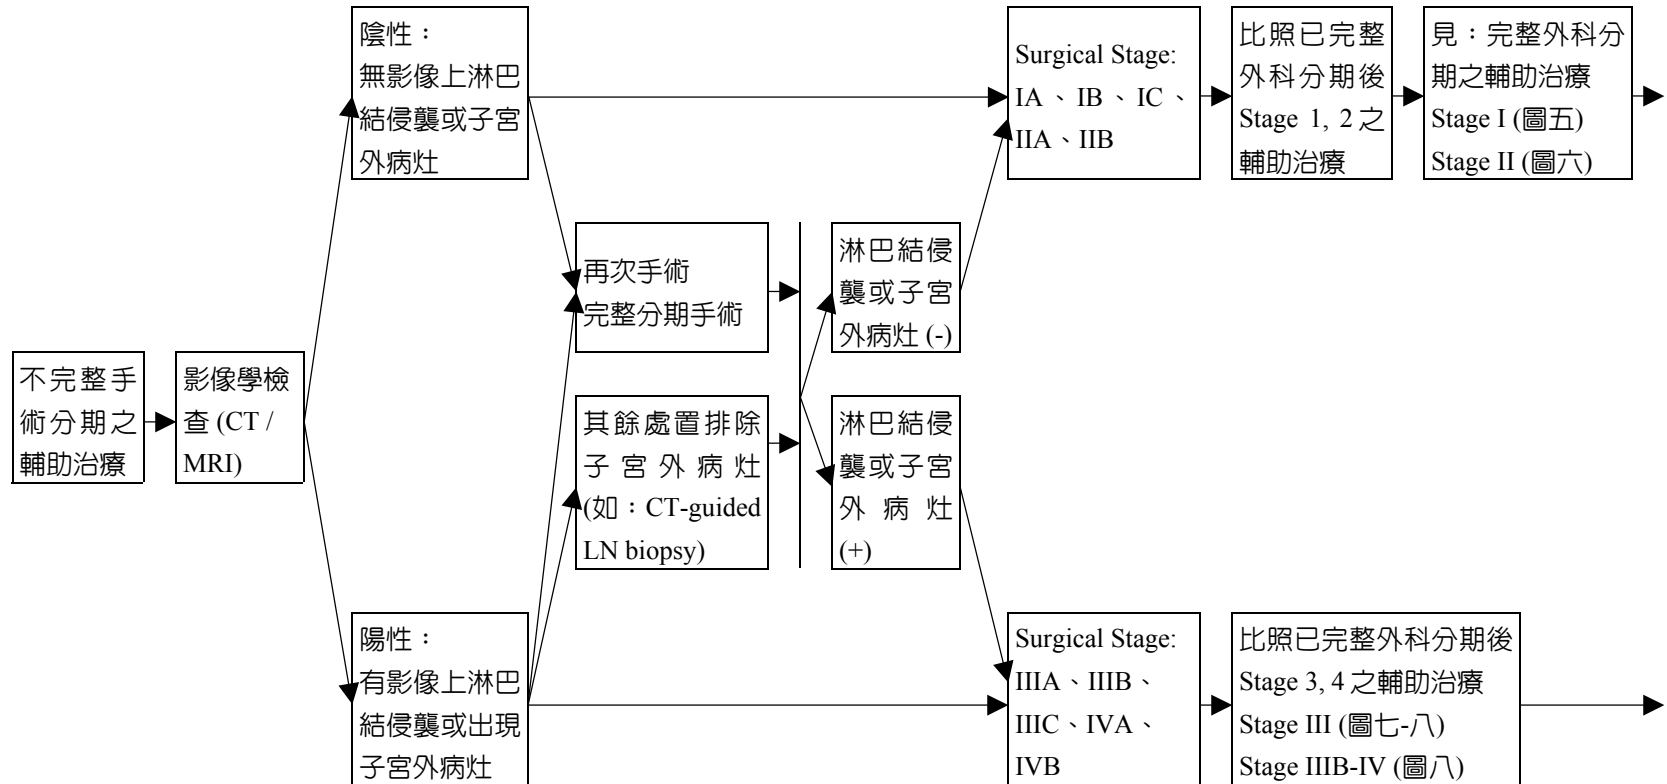 不完整手
術分期之
輔助治療
影像學檢
查 (CT /
MRI)
陰性：
無影像上淋巴
結侵襲或子宮
外病灶
陽性：
有影像上淋巴
結侵襲或出現
子宮外病灶
再次手術
完整分期手術
其餘處置排除
子宮外病灶
(如：CT-guided
LN biopsy)
淋巴結侵
襲或子宮
外病灶 (-)
淋巴結侵
襲或子宮
外病灶
(+)
Surgical Stage:
IA、IB、IC、
IIA、IIB
比照已完整
外科分期後
Stage 1, 2 之
輔助治療
見：完整外科分
期之輔助治療
Stage I (圖五)
Stage II (圖六)
Surgical Stage:
IIIA、IIIB、
IIIC、IVA、
IVB
比照已完整外科分期後
Stage 3, 4 之輔助治療
Stage III (圖七-八)
Stage IIIB-IV (圖八)